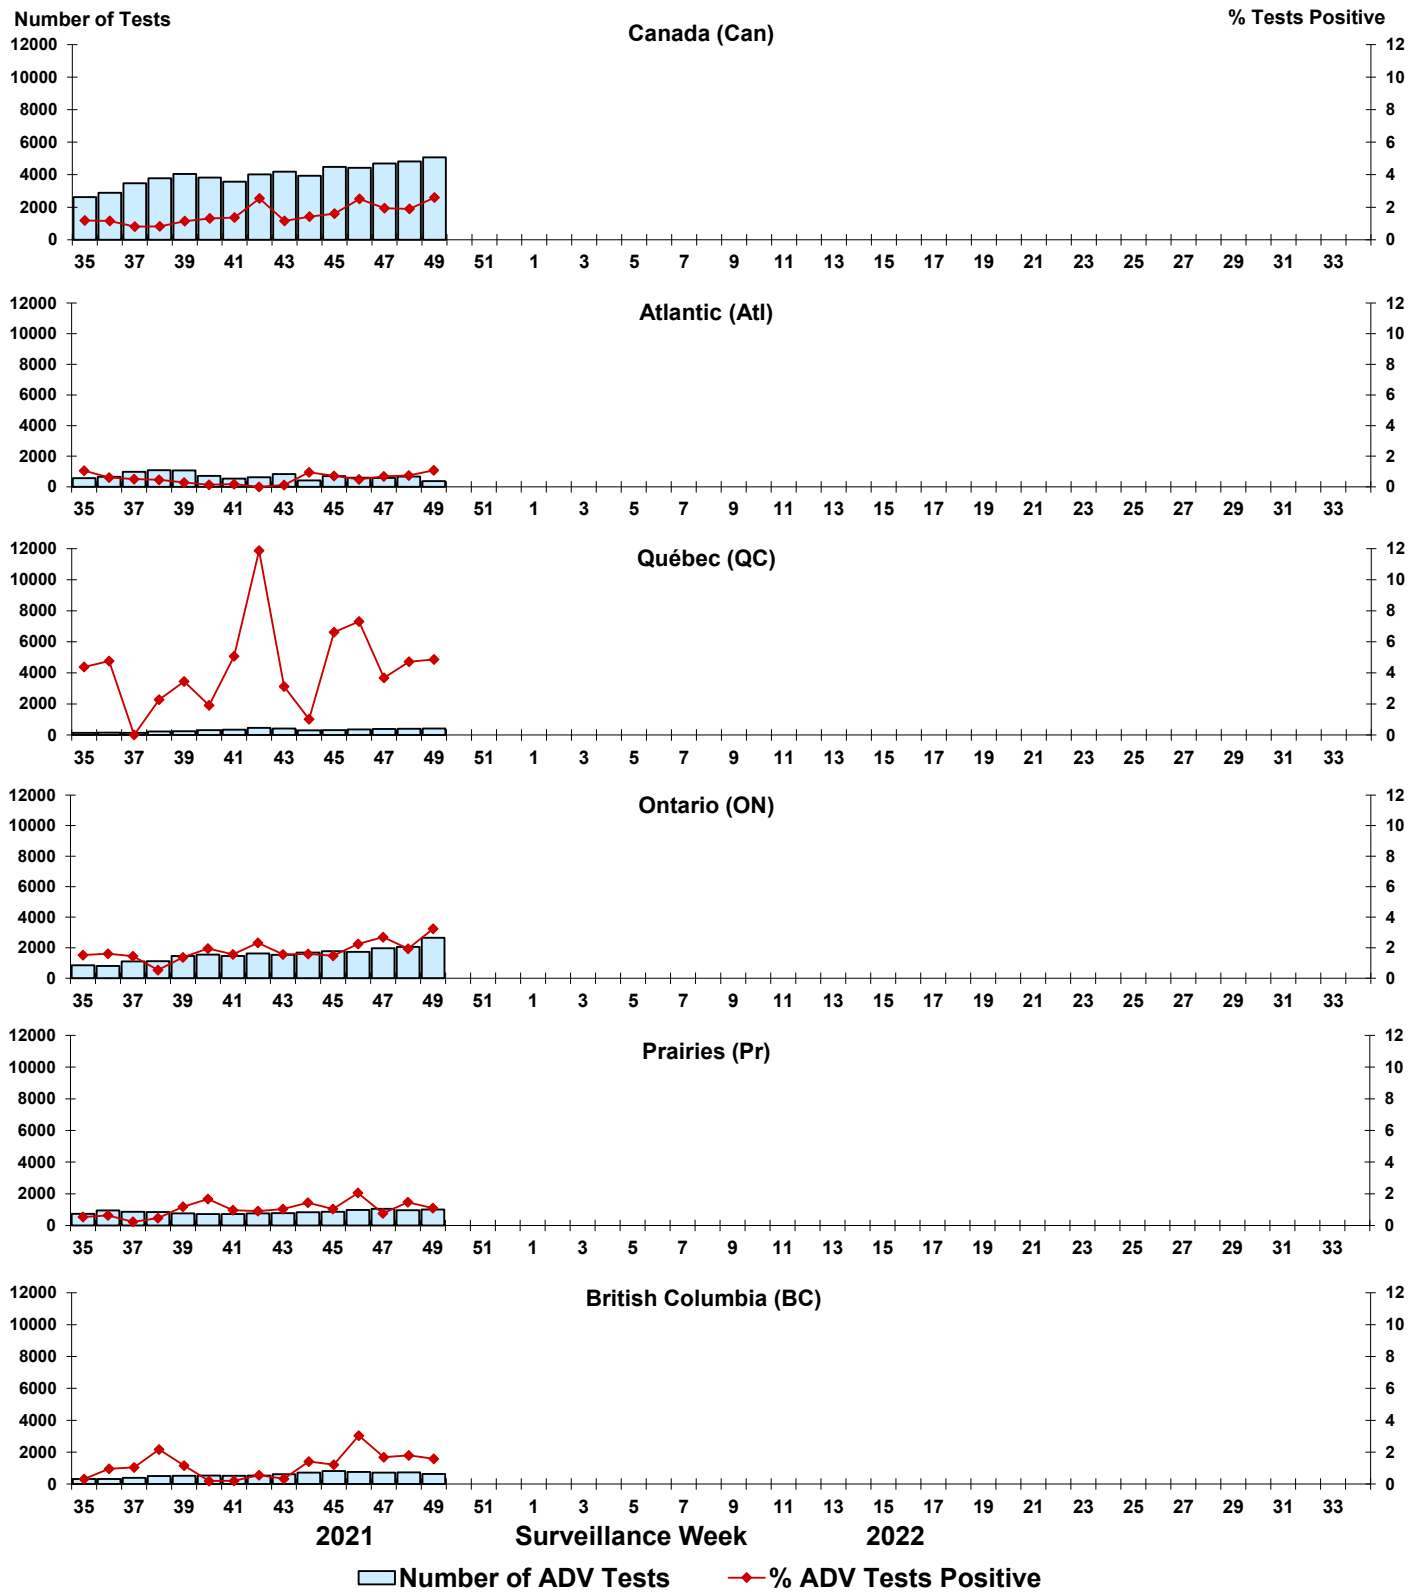 Number of Tests
% Tests Positive
Canada (Can)
12000 12
10000 10
8000 8
6000 6
4000 4
2000 2
0 0
35 37 39 41 43 45 47 49 51 1 3 5 7 9 11 13 15 17 19 21 23 25 27 29 31 33
Atlantic (Atl)
12000 12
10000 10
8000 8
6000 6
4000 4
2000 2
0 0
35 37 39 41 43 45 47 49 51 1 3 5 7 9 11 13 15 17 19 21 23 25 27 29 31 33
Québec (QC)
12000 12
10000 10
8000 8
6000 6
4000 4
2000 2
0 0
35 37 39 41 43 45 47 49 51 1 3 5 7 9 11 13 15 17 19 21 23 25 27 29 31 33
Ontario (ON)
12000 12
10000 10
8000 8
6000 6
4000 4
2000 2
0 0
35 37 39 41 43 45 47 49 51 1 3 5 7 9 11 13 15 17 19 21 23 25 27 29 31 33
Prairies (Pr)
12000 12
10000 10
8000 8
6000 6
4000 4
2000 2
0 0
35 37 39 41 43 45 47 49 51 1 3 5 7 9 11 13 15 17 19 21 23 25 27 29 31 33
British Columbia (BC)
12000 12
10000 10
8000 8
6000 6
4000 4
2000 2
0 0
35 37 39 41 43 45 47 49 51 1 3 5 7 9 11 13 15 17 19 21 23 25 27 29 31 33
2021 Surveillance Week 2022
Number of ADV Tests % ADV Tests Positive